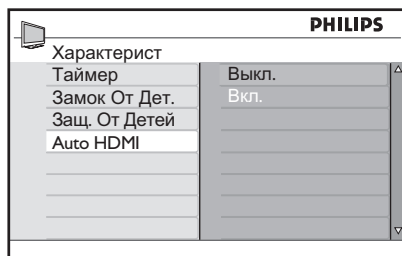 PHILIPS
Характерист
Таймер
Выкл.
Замок От Дет.
Вкл.
Защ. От Детей
Auto HDMI